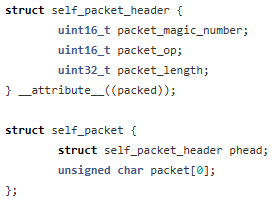 struct self_packet_header {
        uint16_t packet_magic_number;
        uint16_t packet_op;
        uint32_t packet_length;
} __attribute__((packed));

struct self_packet {
        struct self_packet_header phead;
        unsigned char packet[0];
};